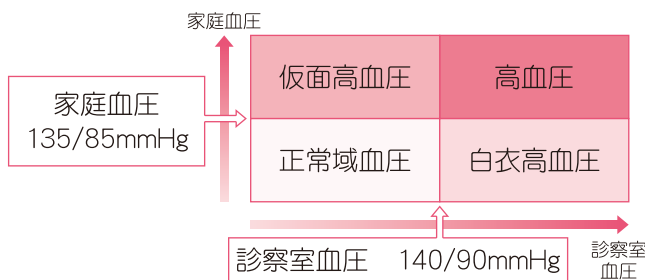 家庭血圧
仮面高血圧
高血圧
家庭血圧
135/85mmHg
正常域血圧
白衣高血圧
診察室血圧 140/90mmHg
診察室
血圧